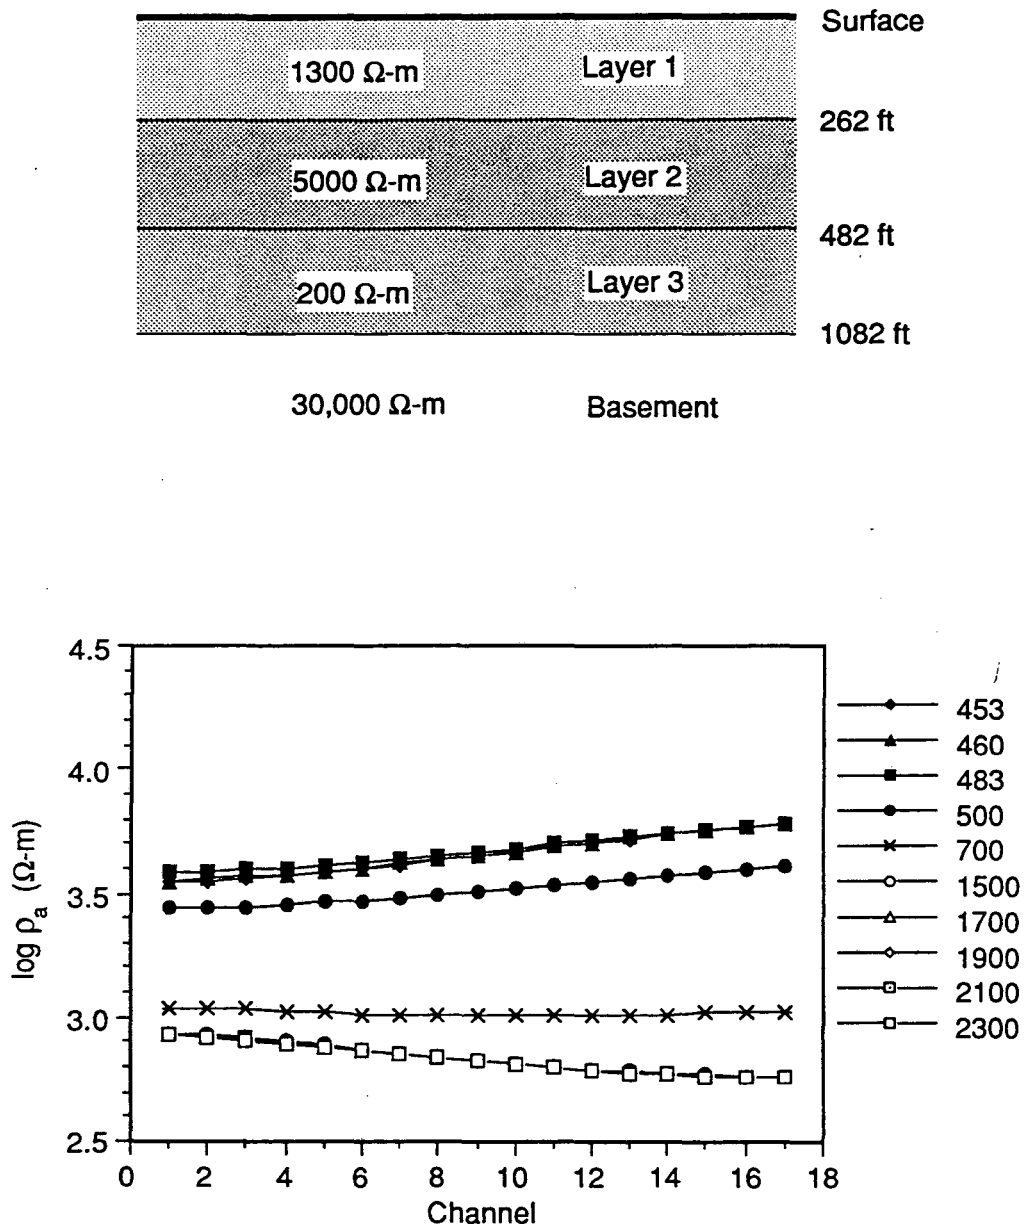 Surface
1300 Ω-m Layer 1
262 ft
5000 Ω-m Layer 2
482 ft
200 Ω-m Layer 3
1082 ft
30,000 Ω-m Basement
4.5
4.0
3.5
3.0
2.5
log ρa (Ω-m)
0 2 4 6 8 10 12 14 16 18
Channel
453
460
483
500
700
1500
1700
1900
2100
2300